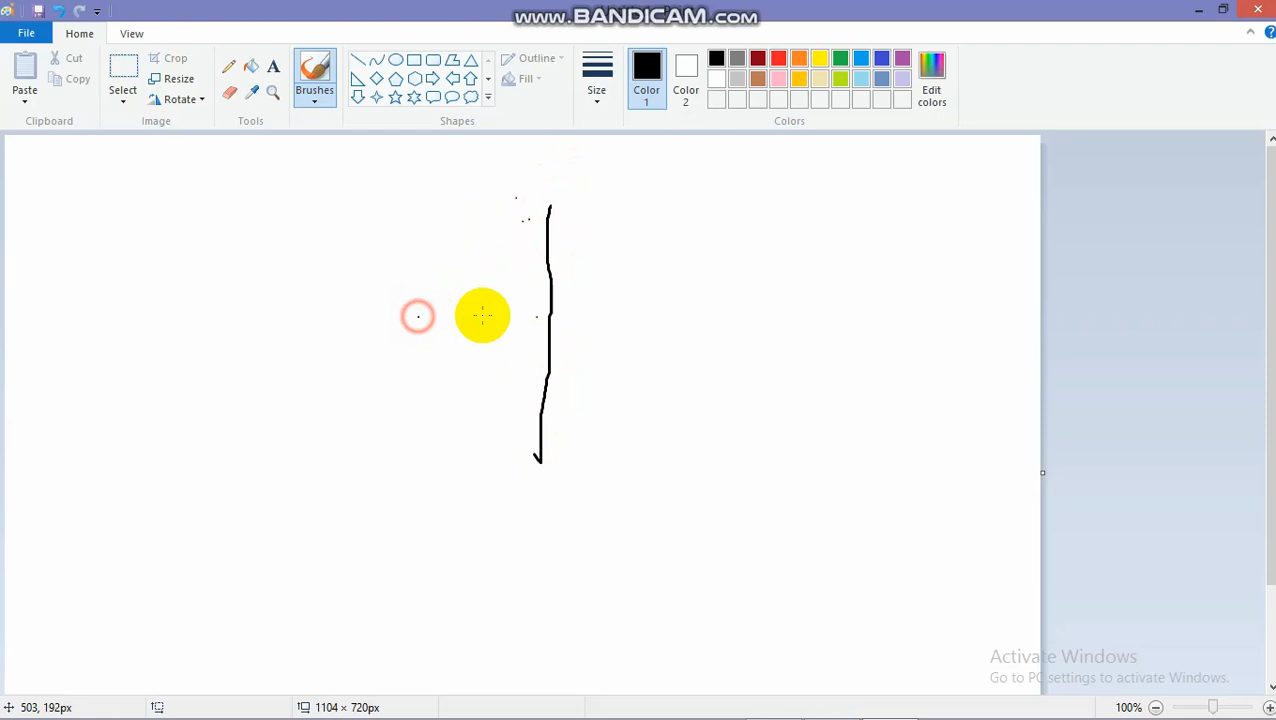 www.BANDICAM.com
File
Home
View
Paste
Cut
Copy
Clipboard
Select
Crop
Resize
Rotate
Image
A
Tools
Brushes
Outline
Fill
Shapes
Size
Color 1
Color 2
Edit colors
Colors
Activate Windows
Go to PC settings to activate Windows.
503, 192px
1104 × 720px
100%